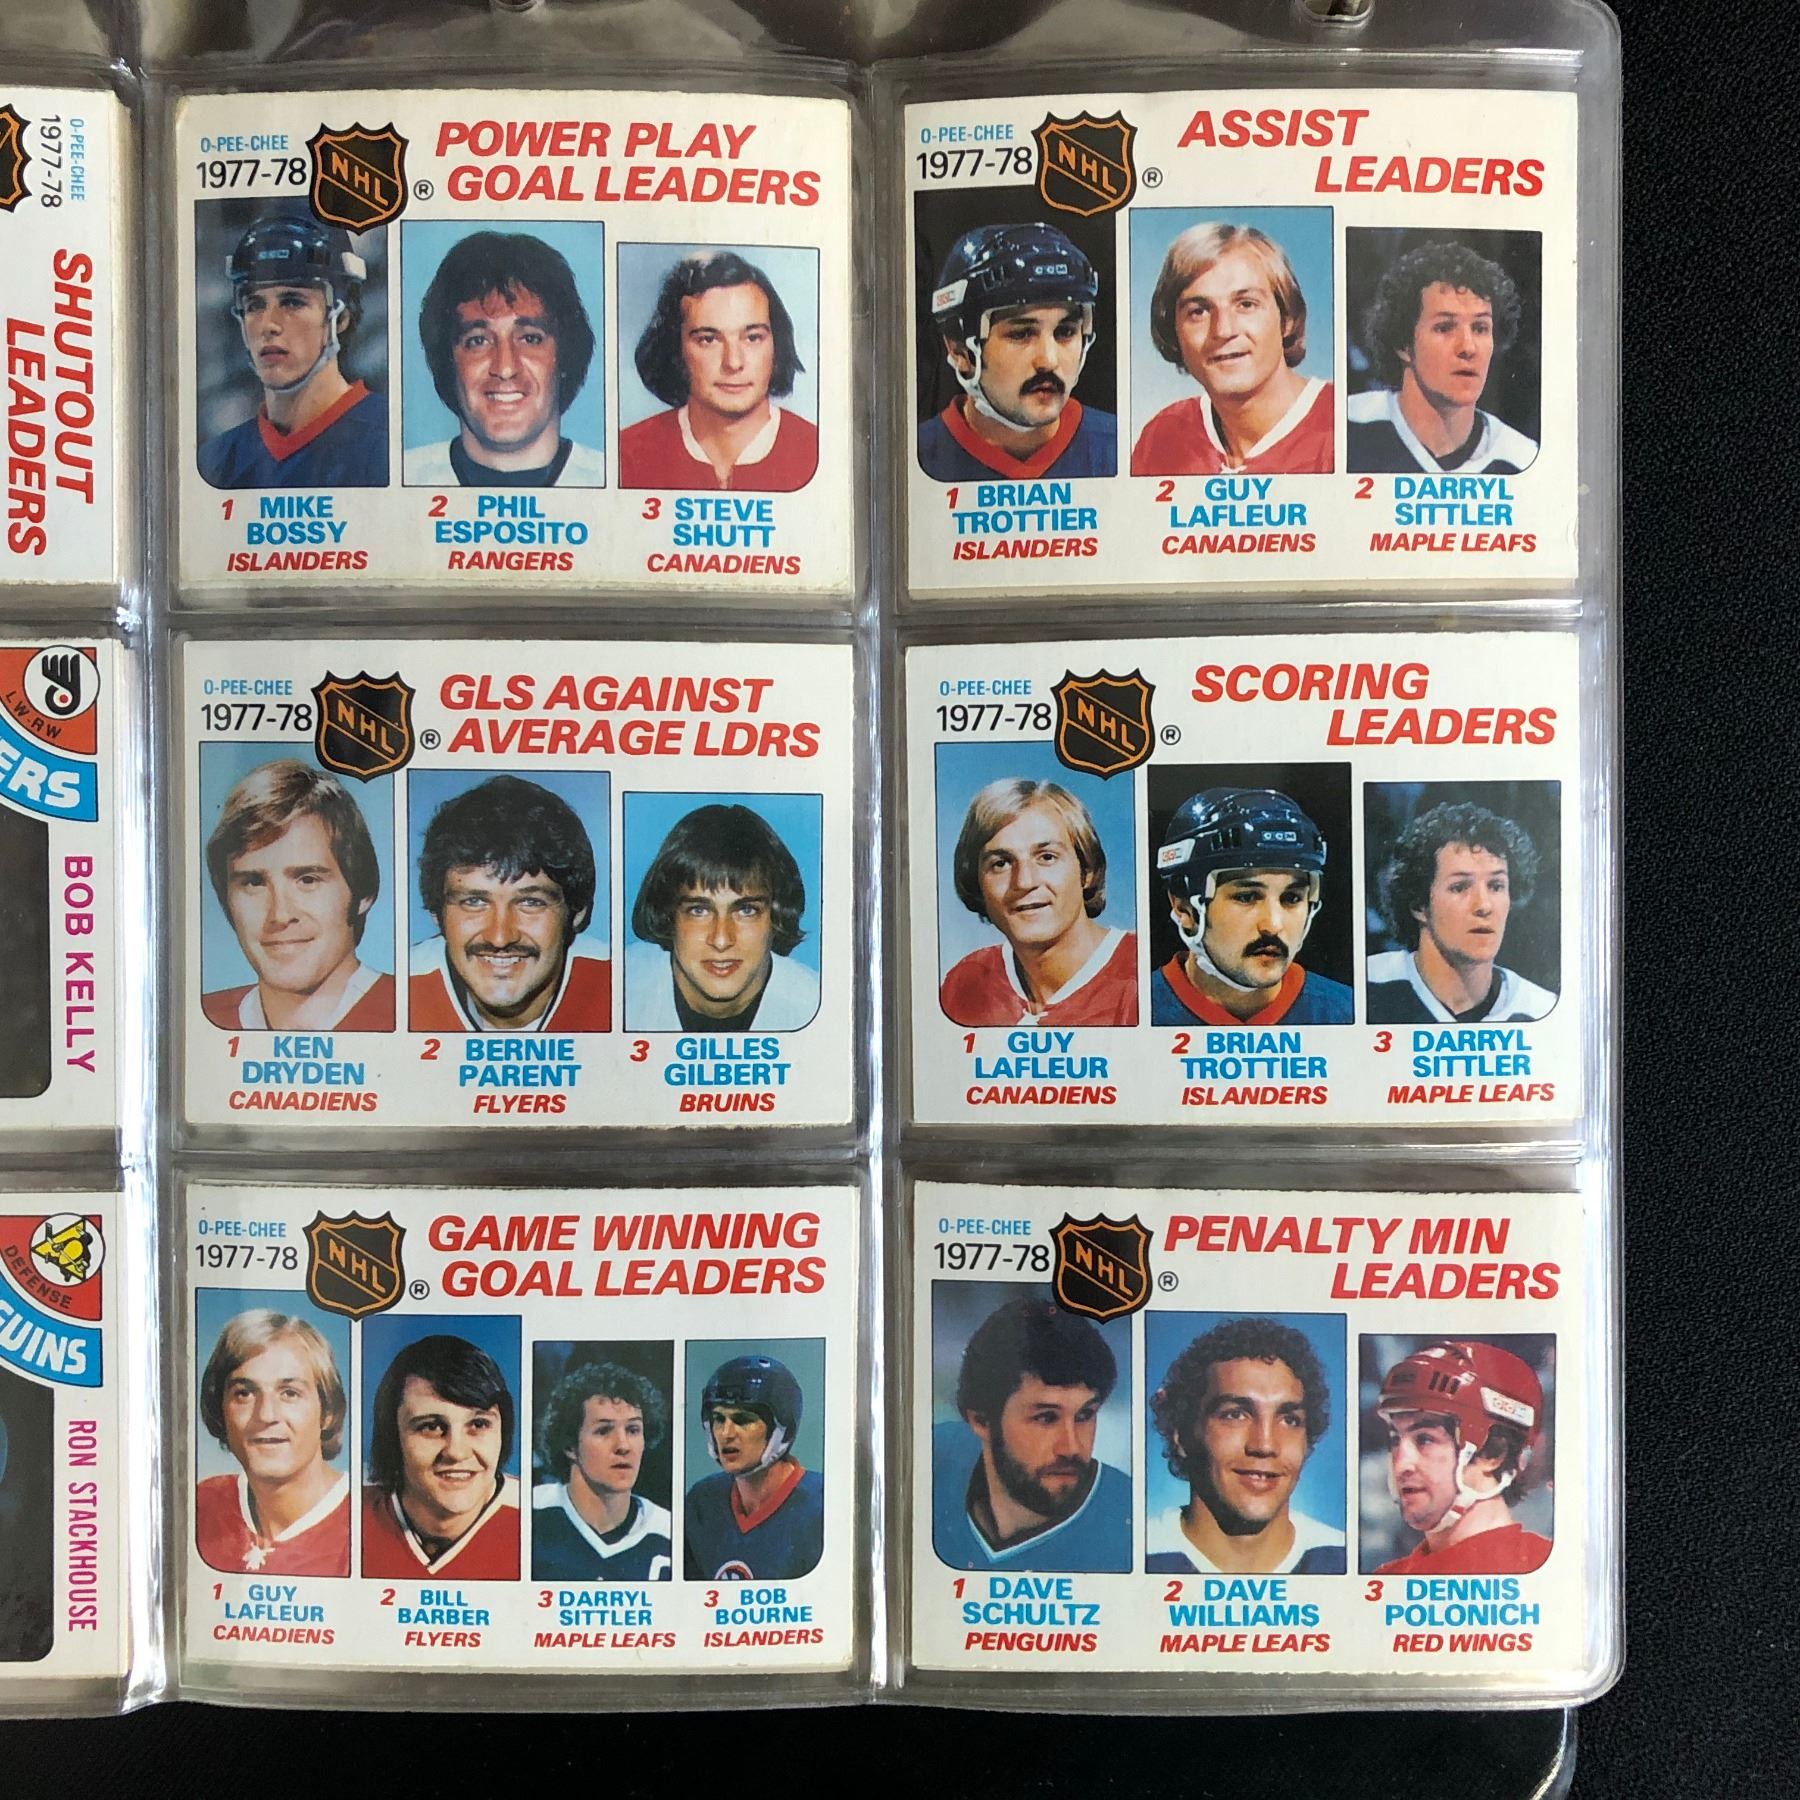 O-PEE-CHEE
1977-78
SHUTOUT
LEADERS
LW-RW
ERS
BOB KELLY
DEFENSE
GUINS
RON STACKHOUSE
O-PEE-CHEE
1977-78
NHL ®
POWER PLAY
GOAL LEADERS
CCM
1 MIKE
BOSSY
ISLANDERS
2 PHIL
ESPOSITO
RANGERS
3 STEVE
SHUTT
CANADIENS
O-PEE-CHEE
1977-78
NHL ®
ASSIST
LEADERS
CCM
1 BRIAN
TROTTIER
ISLANDERS
2 GUY
LAFLEUR
CANADIENS
2 DARRYL
SITTLER
MAPLE LEAFS
O-PEE-CHEE
1977-78
NHL ®
GLS AGAINST
AVERAGE LDRS
1 KEN
DRYDEN
CANADIENS
2 BERNIE
PARENT
FLYERS
3 GILLES
GILBERT
BRUINS
O-PEE-CHEE
1977-78
NHL ®
SCORING
LEADERS
CCM
1 GUY
LAFLEUR
CANADIENS
2 BRIAN
TROTTIER
ISLANDERS
3 DARRYL
SITTLER
MAPLE LEAFS
O-PEE-CHEE
1977-78
NHL ®
GAME WINNING
GOAL LEADERS
1 GUY
LAFLEUR
CANADIENS
2 BILL
BARBER
FLYERS
3 DARRYL
SITTLER
MAPLE LEAFS
3 BOB
BOURNE
ISLANDERS
O-PEE-CHEE
1977-78
NHL ®
PENALTY MIN
LEADERS
1 DAVE
SCHULTZ
PENGUINS
2 DAVE
WILLIAMS
MAPLE LEAFS
3 DENNIS
POLONICH
RED WINGS